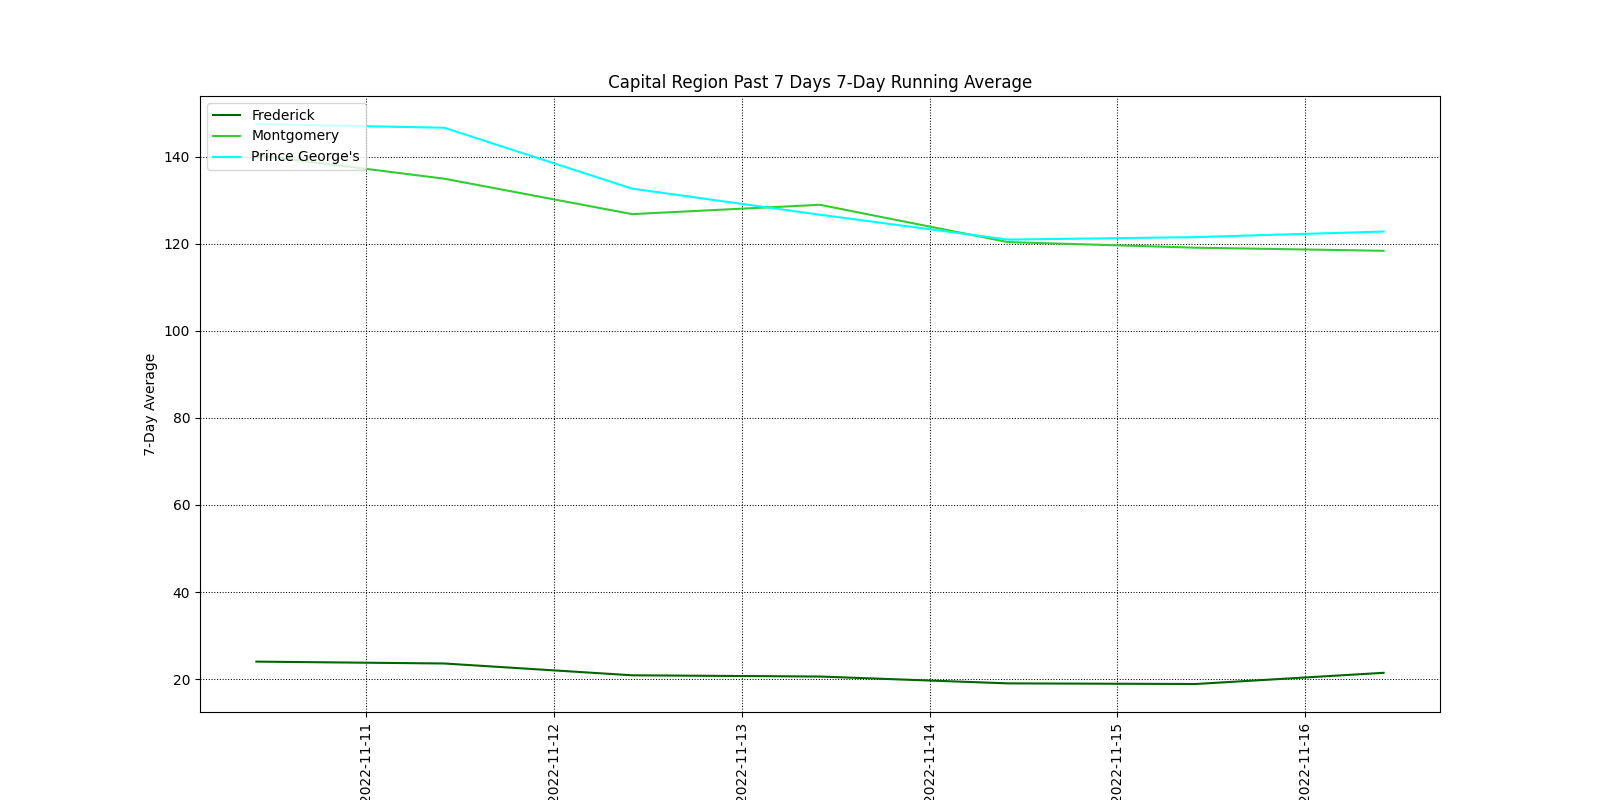 Capital Region Past 7 Days 7-Day Running Average
Frederick
Montgomery
Prince George's
7-Day Average
140
120
100
80
60
40
20
2022-11-11
2022-11-12
2022-11-13
2022-11-14
2022-11-15
2022-11-16